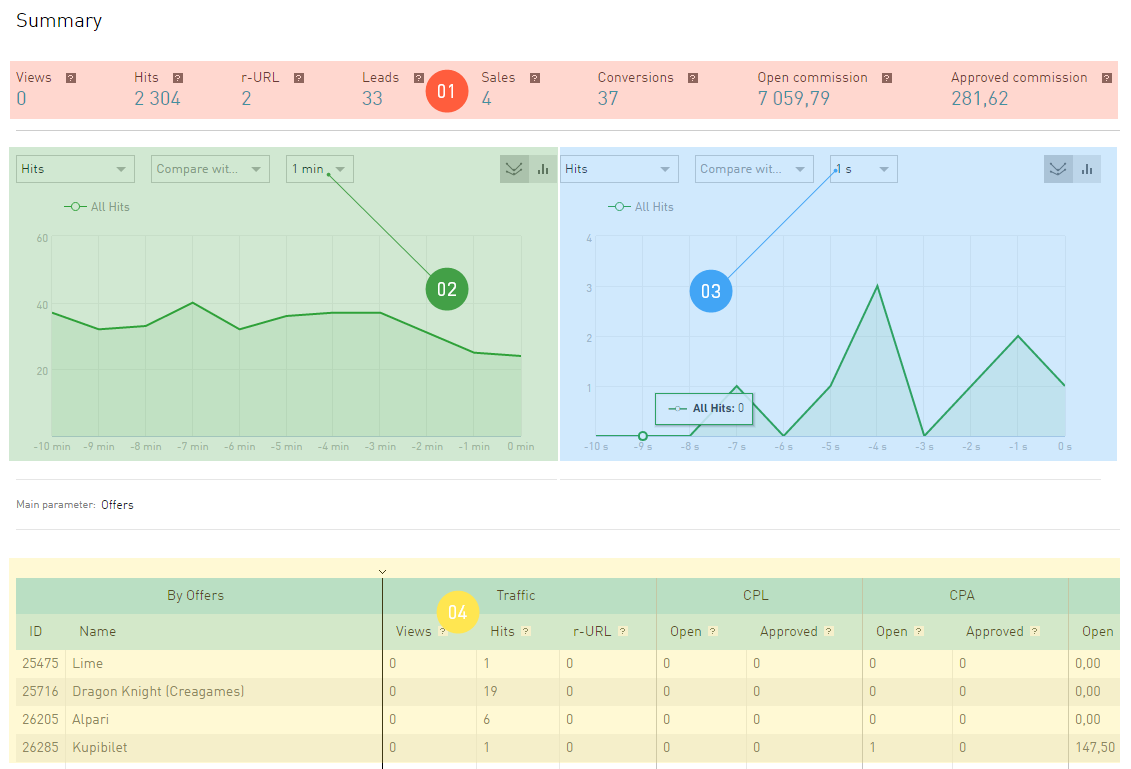 Summary
Views ? Hits ? r-URL ? Leads ? 01 Sales ? Conversions ? Open commission ? Approved commission ?
0 2 304 2 33 4 37 7 059,79 281,62
Hits Compare wit... 1 min Hits Compare wit... 1 s
All Hits All Hits
60 4
02 03 3
40
2
20 1
All Hits: 0
-10 min -9 min -8 min -7 min -6 min -5 min -4 min -3 min -2 min -1 min 0 min -10 s -9 s -8 s -7 s -6 s -5 s -4 s -3 s -2 s -1 s 0 s
Main parameter: Offers
By Offers Traffic CPL CPA
04
ID Name Views ? Hits ? r-URL ? Open ? Approved ? Open ? Approved ? Open
25475 Lime 0 1 0 0 0 0 0 0,00
25716 Dragon Knight (Creagames) 0 19 0 0 0 0 0 0,00
26205 Alpari 0 6 0 0 0 0 0 0,00
26285 Kupibilet 0 1 0 0 0 1 0 147,50